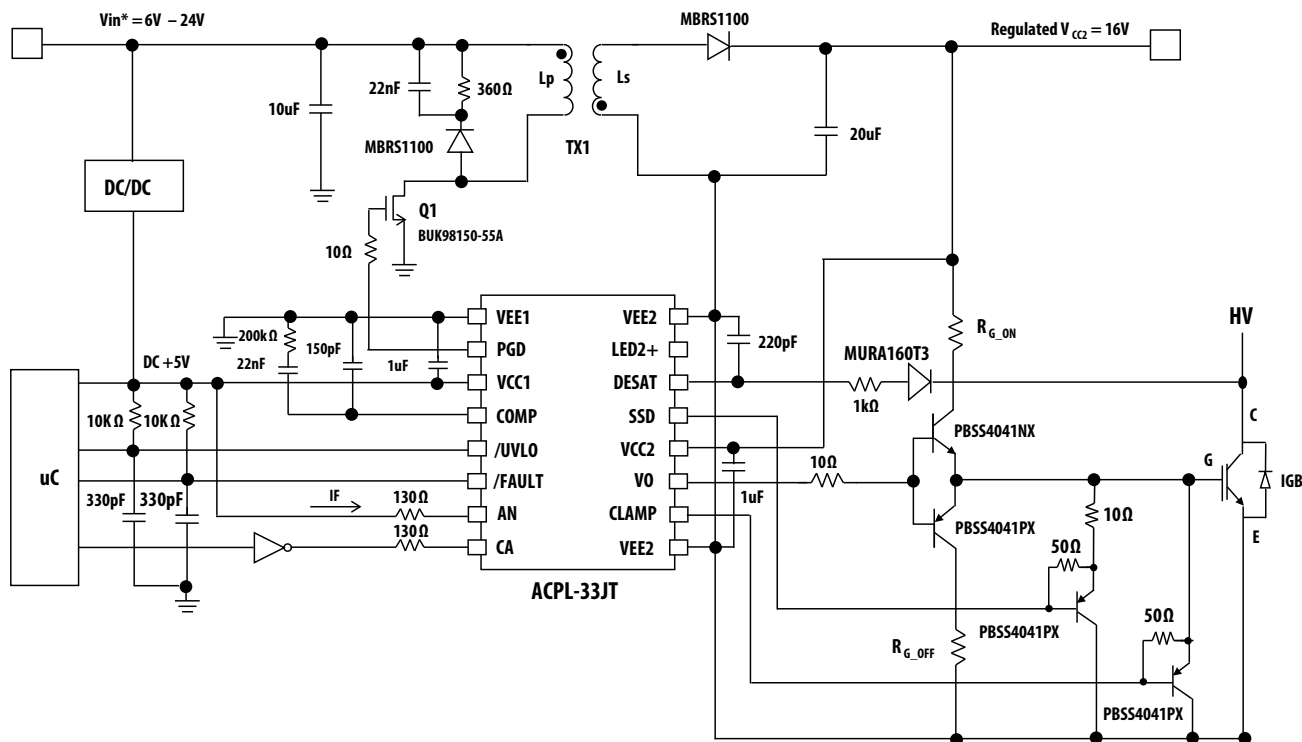 Vin* = 6V – 24V
MBRS1100
Regulated VCC2 = 16V
22nF
360Ω
Lp
Ls
10uF
MBRS1100
TX1
20uF
DC/DC
Q1
BUK98150-55A
10Ω
VEE1
VEE2
200kΩ
150pF
1uF
22nF
PGD
LED2+
220pF
RG_ON
HV
MURA160T3
DC +5V
VCC1
DESAT
1kΩ
10KΩ
10KΩ
COMP
SSD
C
PBSS4041NX
uC
/UVLO
VCC2
10Ω
G
/FAULT
VO
1uF
IGB
330pF
330pF
IF
130Ω
AN
CLAMP
PBSS4041PX
10Ω
130Ω
CA
VEE2
E
50Ω
ACPL-33JT
PBSS4041PX
50Ω
RG_OFF
PBSS4041PX